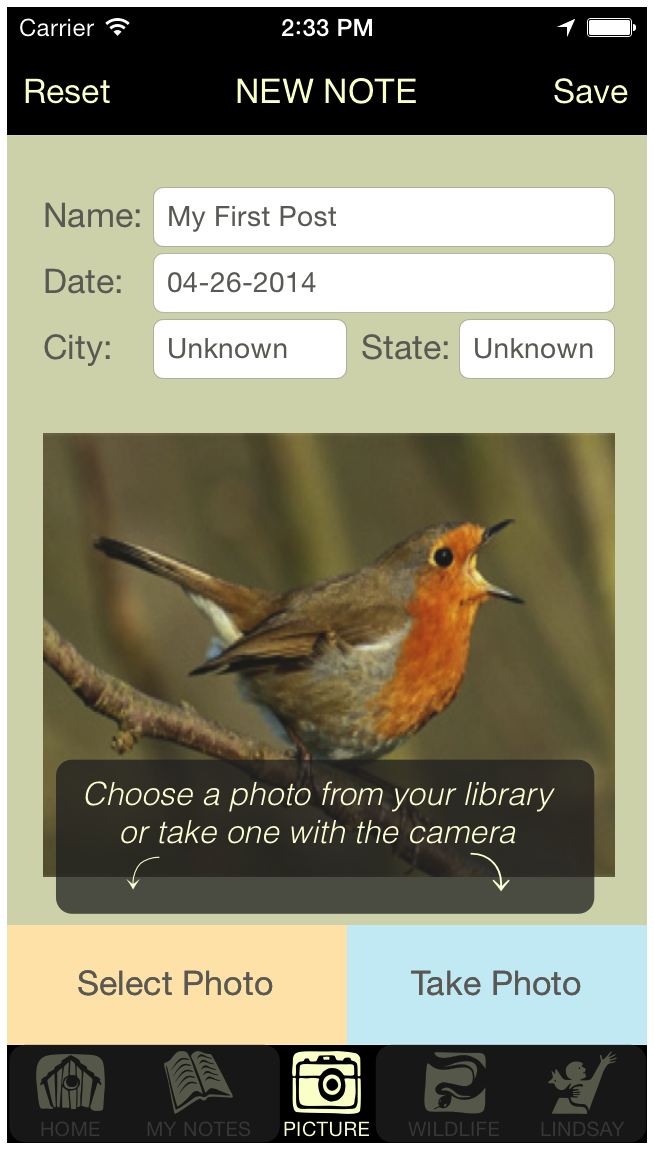 Carrier 2:33 PM
Reset NEW NOTE Save
Name: My First Post
Date: 04-26-2014
City: Unknown State: Unknown
Choose a photo from your library
or take one with the camera
Select Photo Take Photo
HOME MY NOTES PICTURE WILDLIFE LINDSAY